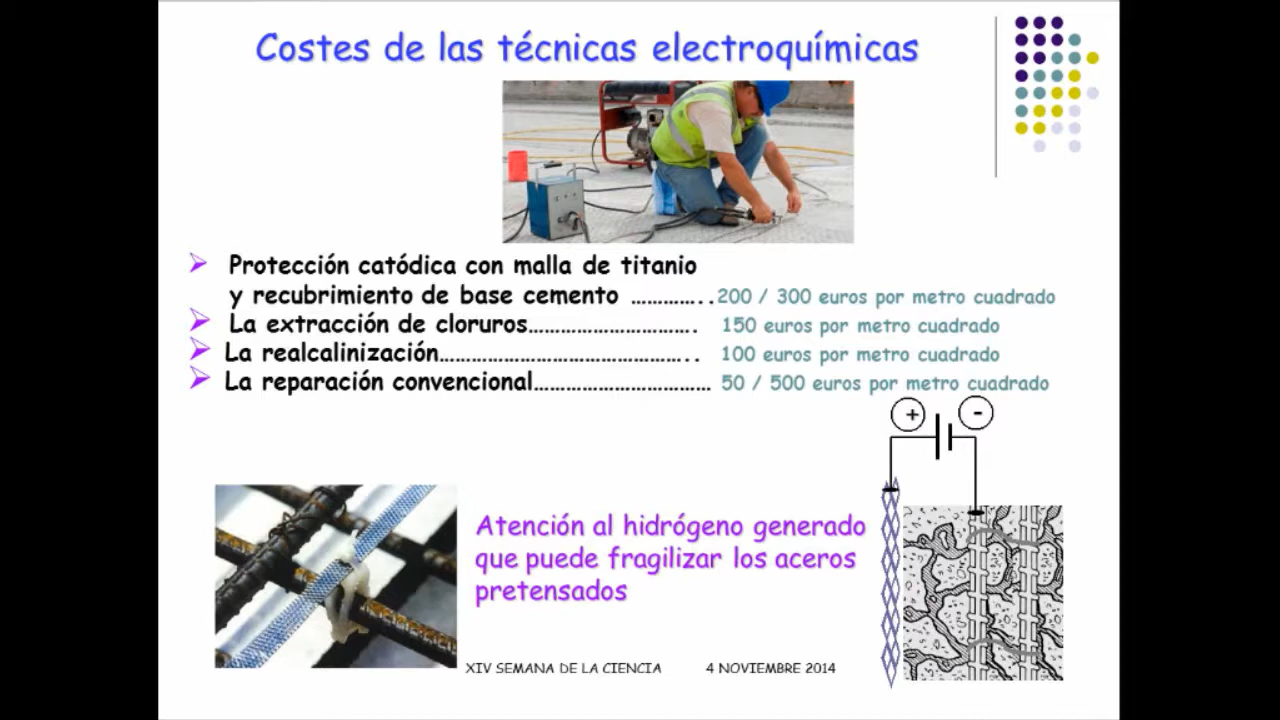 Costes de las técnicas electroquímicas
Protección catódica con malla de titanio
y recubrimiento de base cemento …………..200 / 300 euros por metro cuadrado
La extracción de cloruros…………………………. 150 euros por metro cuadrado
La realcalinización……………………………………….. 100 euros por metro cuadrado
La reparación convencional…………………………… 50 / 500 euros por metro cuadrado
+ -
Atención al hidrógeno generado
que puede fragilizar los aceros
pretensados
XIV SEMANA DE LA CIENCIA 4 NOVIEMBRE 2014